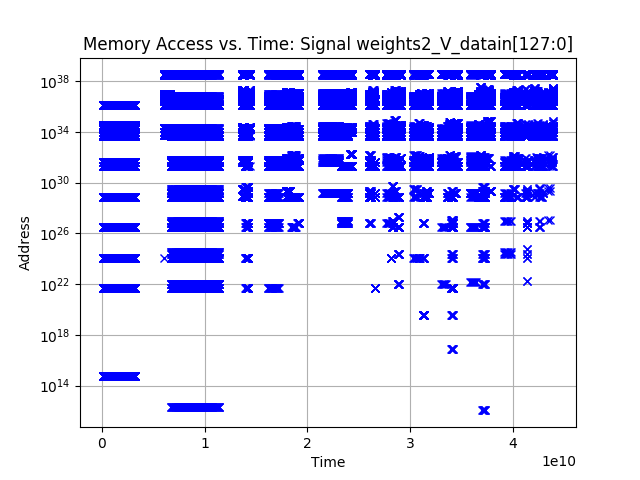 Memory Access vs. Time: Signal weights2_V_datain[127:0]
Address
10^38
10^34
10^30
10^26
10^22
10^18
10^14
0 1 2 3 4
1e10
Time